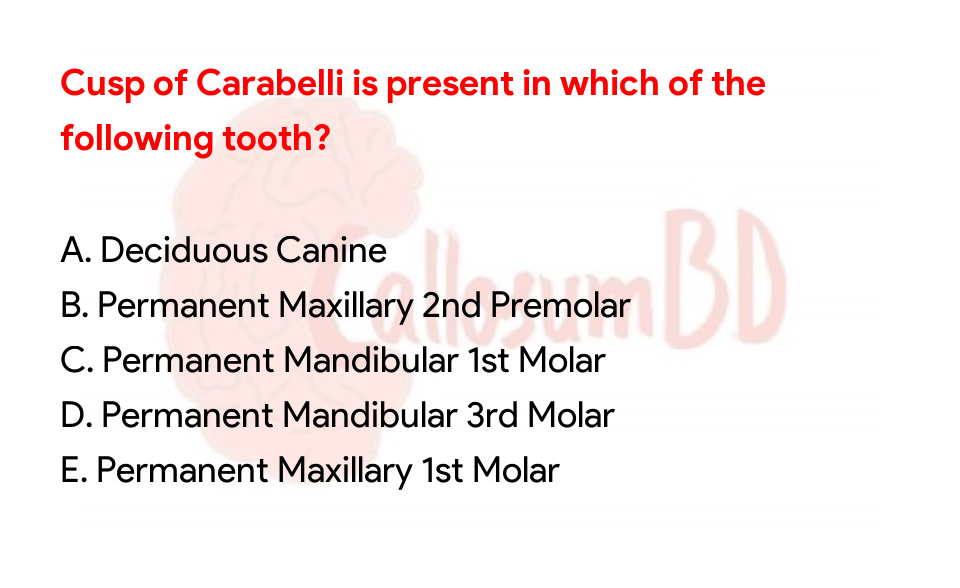 Cusp of Carabelli is present in which of the
following tooth?
A. Deciduous Canine
B. Permanent Maxillary 2nd Premolar
C. Permanent Mandibular 1st Molar
D. Permanent Mandibular 3rd Molar
E. Permanent Maxillary 1st Molar
CallosumBD